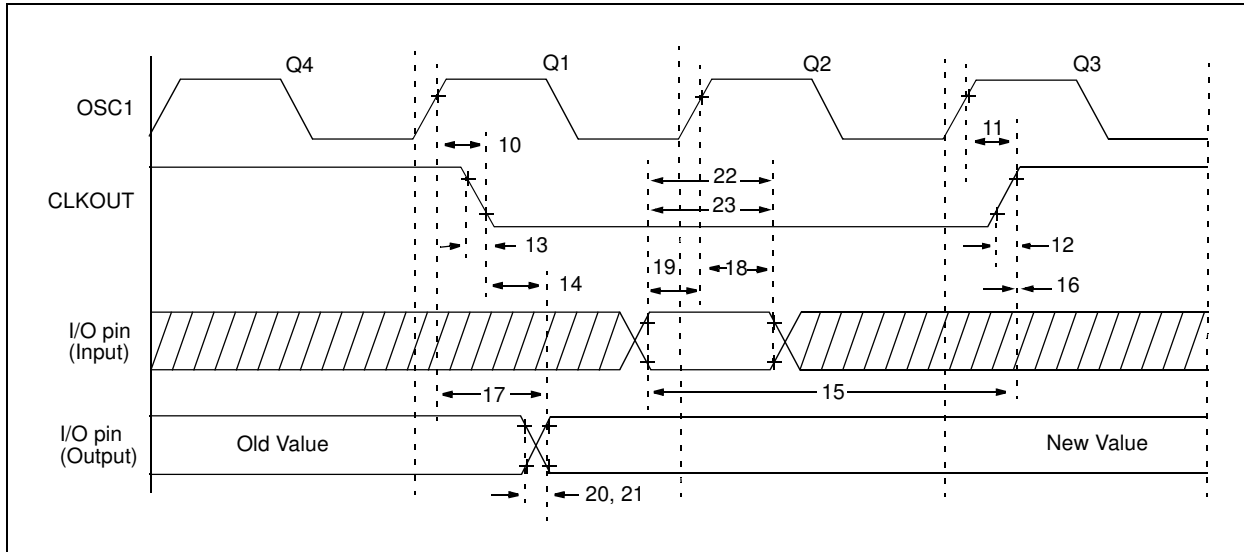 Q4 Q1 Q2 Q3
OSC1
10 11
22
CLKOUT
23
13 12
19 18
14 16
I/O pin
(Input)
17 15
I/O pin
(Output)
Old Value New Value
20, 21